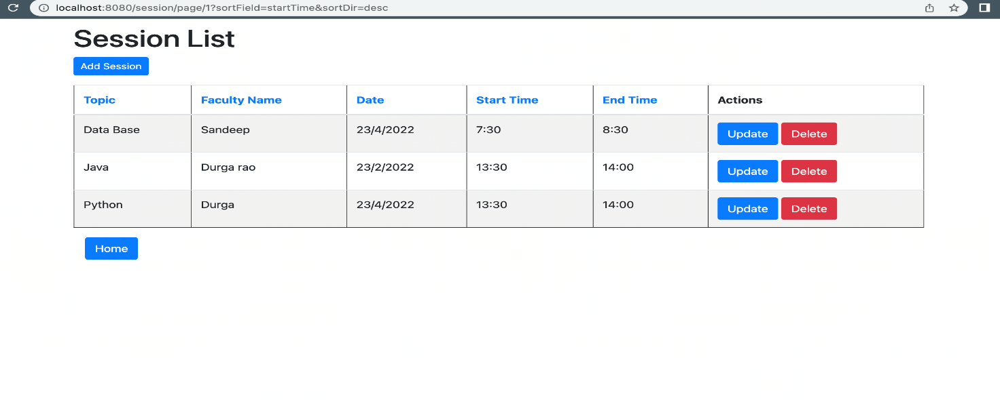 localhost:8080/session/page/1?sortField=startTime&sortDir=desc
Session List
Add Session
Topic Faculty Name Date Start Time End Time Actions
Data Base Sandeep 23/4/2022 7:30 8:30 Update Delete
Java Durga rao 23/2/2022 13:30 14:00 Update Delete
Python Durga 23/4/2022 13:30 14:00 Update Delete
Home